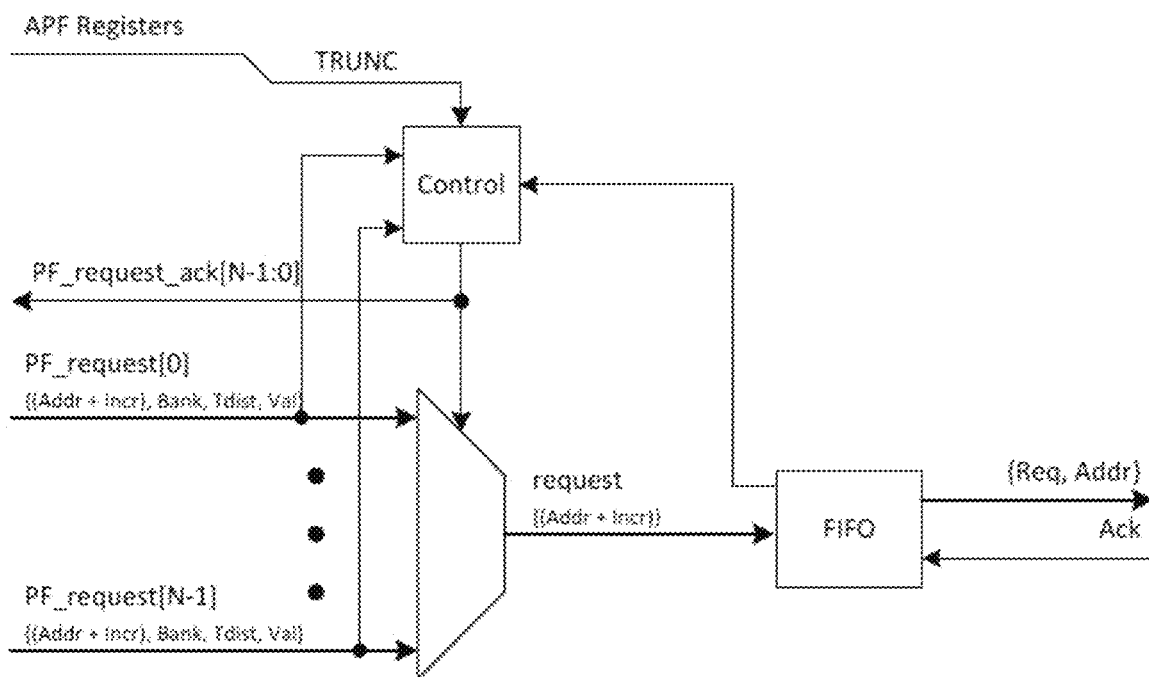 APF Registers
TRUNC
Control
PF_request_ack[N-1:0]
PF_request[0]
{(Addr + Incr), Bank, Tdist, Val}
request
{(Addr + Incr)}
FIFO
(Req, Addr}
Ack
PF_request[N-1]
{(Addr + Incr), Bank, Tdist, Val}